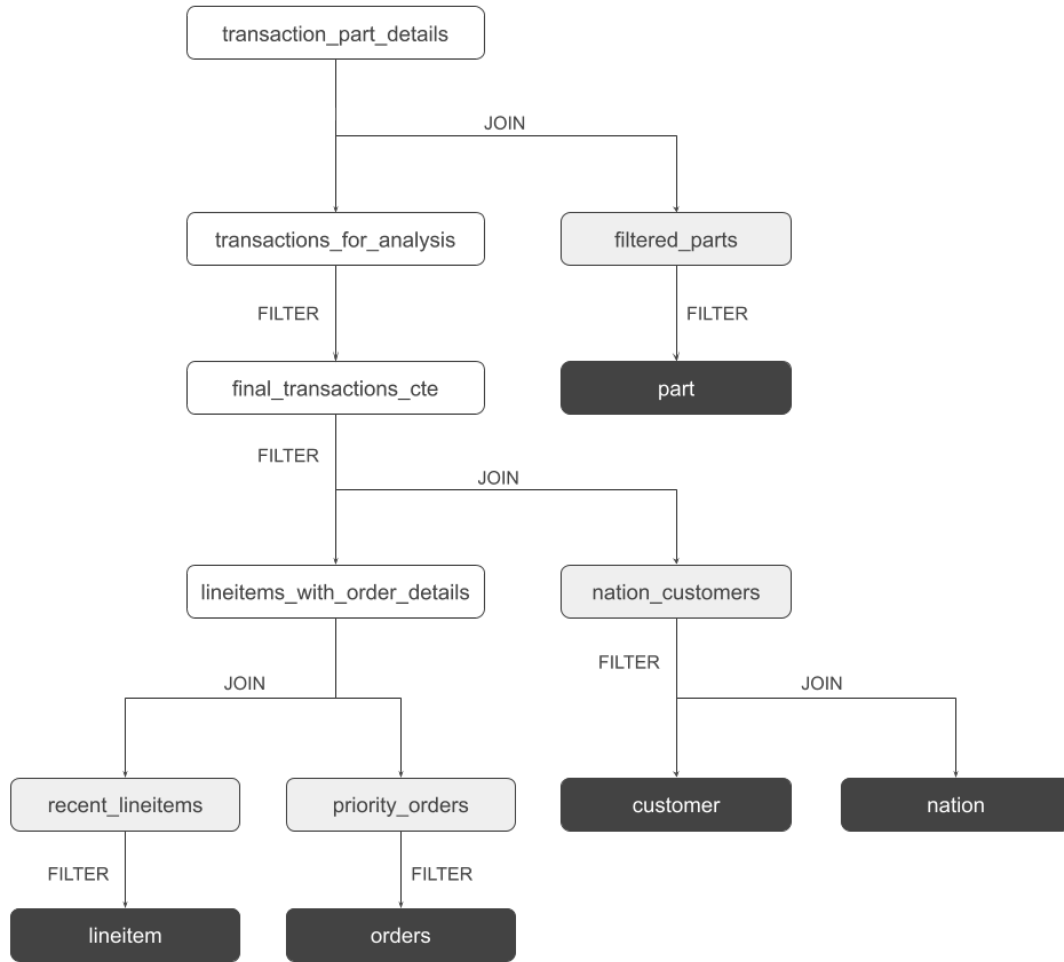 transaction_part_details
JOIN
transactions_for_analysis
filtered_parts
FILTER
FILTER
final_transactions_cte
part
FILTER
JOIN
lineitems_with_order_details
nation_customers
FILTER
JOIN
JOIN
recent_lineitems
priority_orders
customer
nation
FILTER
FILTER
lineitem
orders